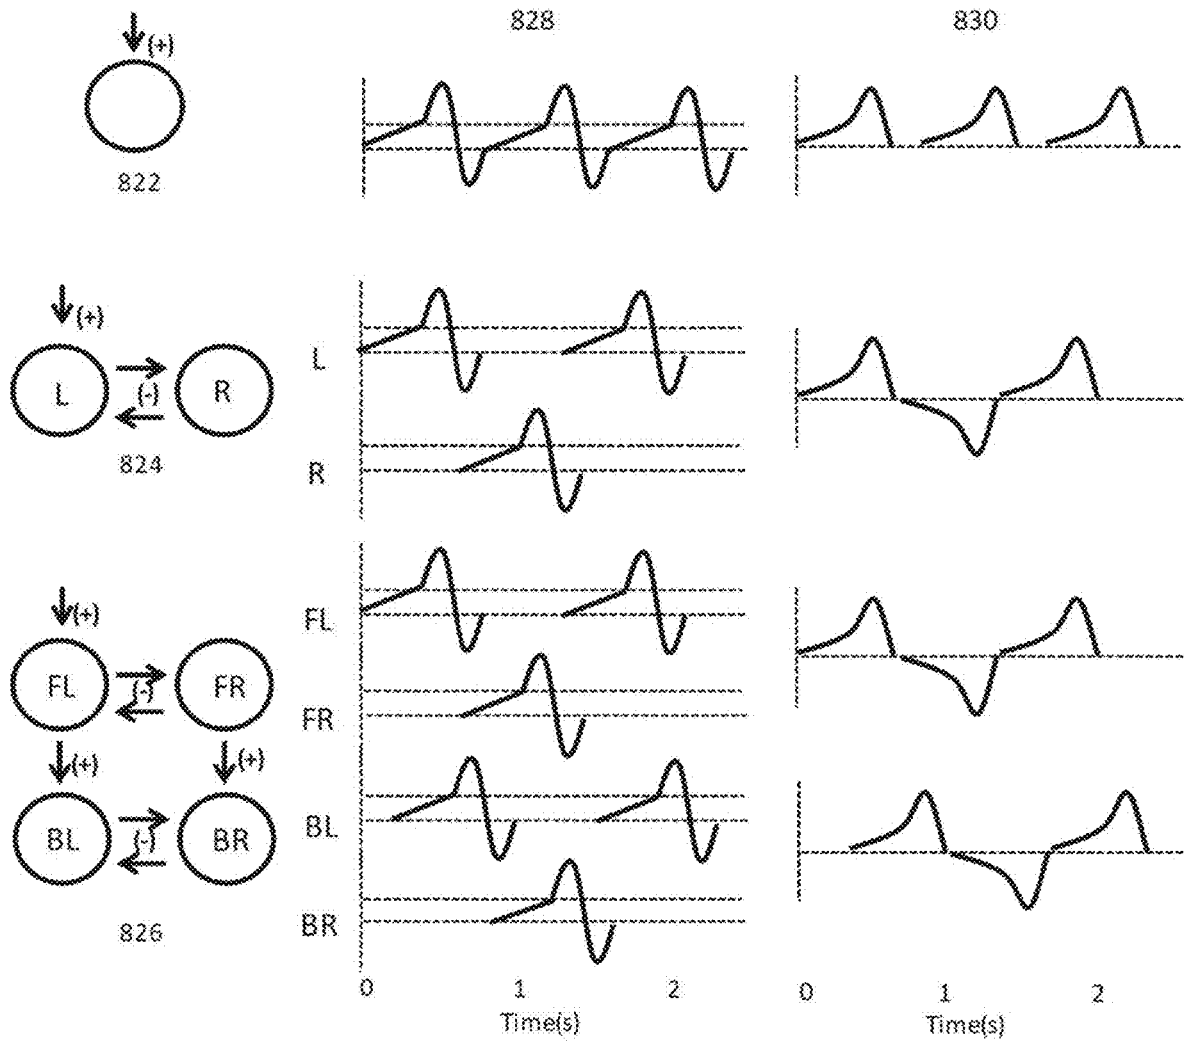 828
830
(+)
822
(+)
L
(-)
R
824
L
R
(+)
FL
(-)
FR
(+)
(+)
BL
(-)
BR
826
FL
FR
BL
BR
0 1 2
Time(s)
0 1 2
Time(s)